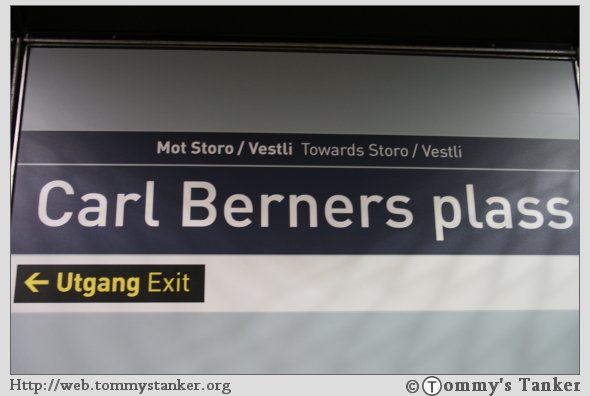 Mot Storo / Vestli Towards Storo / Vestli
Carl Berners plass
← Utgang Exit
Http://web.tommystanker.org
© Tommy's Tanker